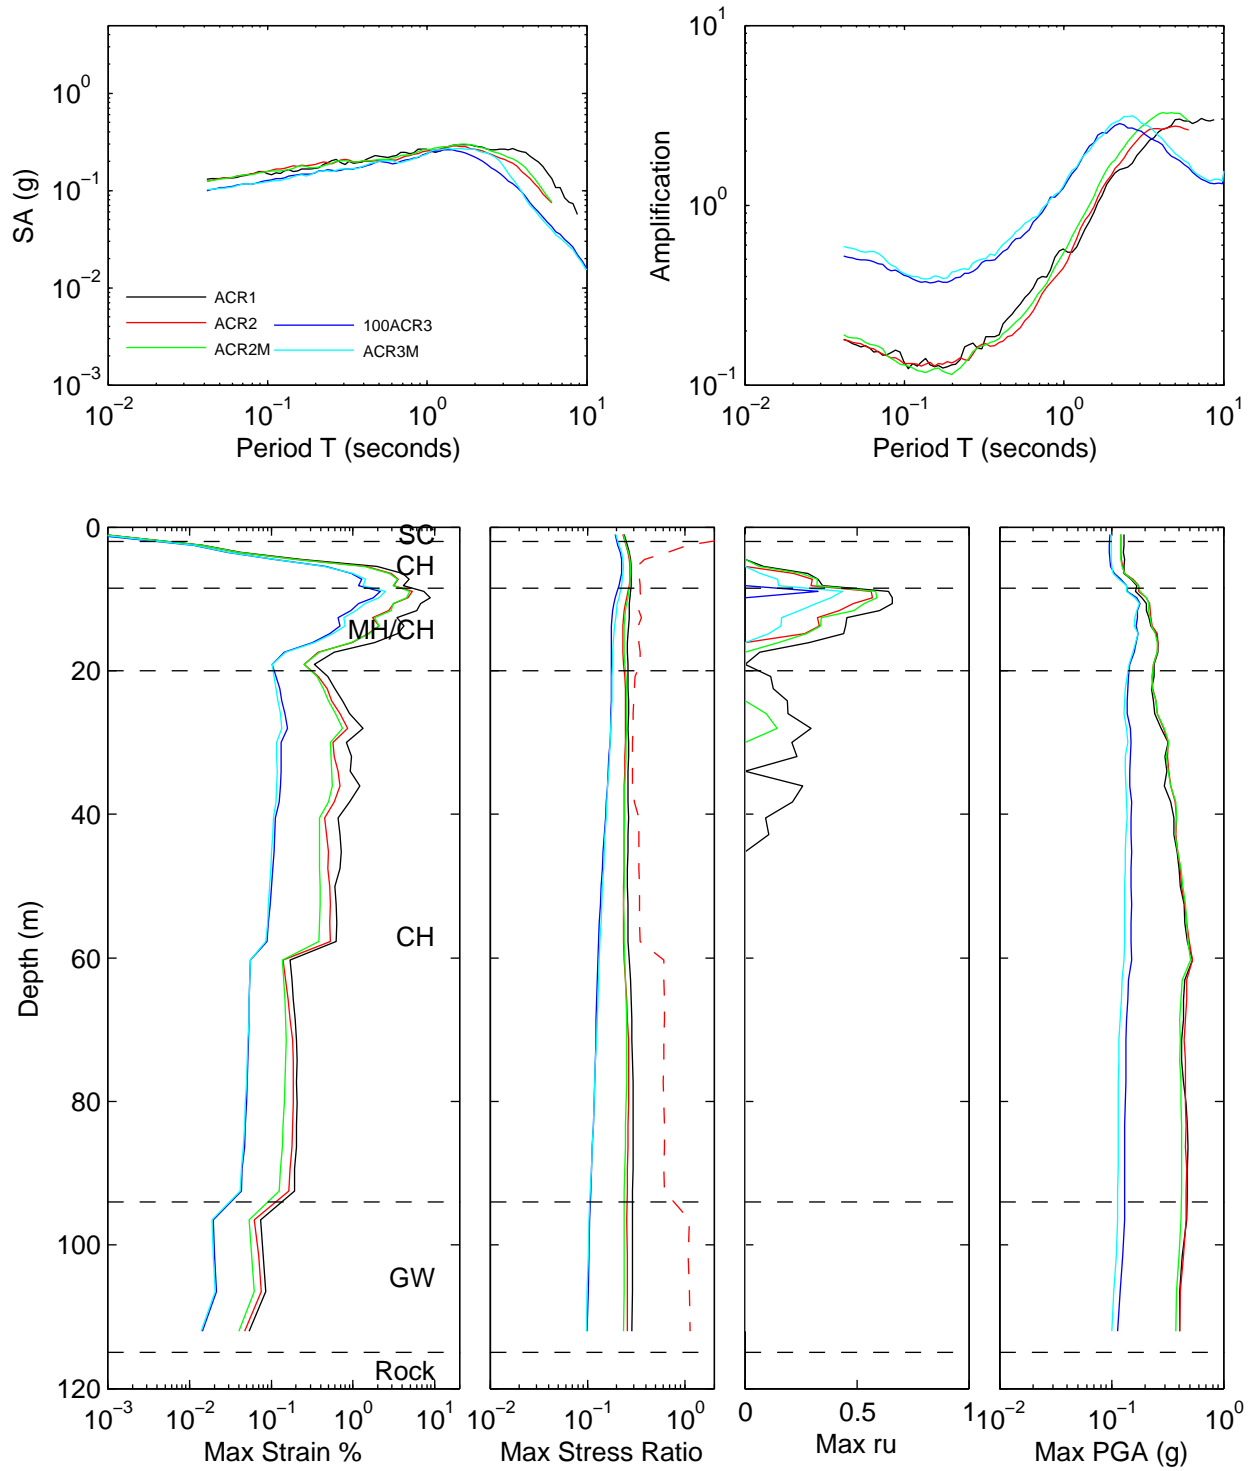 10^0
10^−1
10^−2
10^−3
SA (g)
10^−2
10^−1
10^0
10^1
Period T (seconds)
ACR1
ACR2
ACR2M
100ACR3
ACR3M
10^1
10^0
10^−1
Amplification
10^−2
10^−1
10^0
10^1
Period T (seconds)
0
20
40
60
80
100
120
Depth (m)
SC
CH
MH/CH
CH
GW
Rock
10^−3
10^−2
10^−1
10^0
10^1
Max Strain %
10^−2
10^−1
10^0
Max Stress Ratio
0
0.5
1
Max ru
10^−2
10^−1
10^0
Max PGA (g)